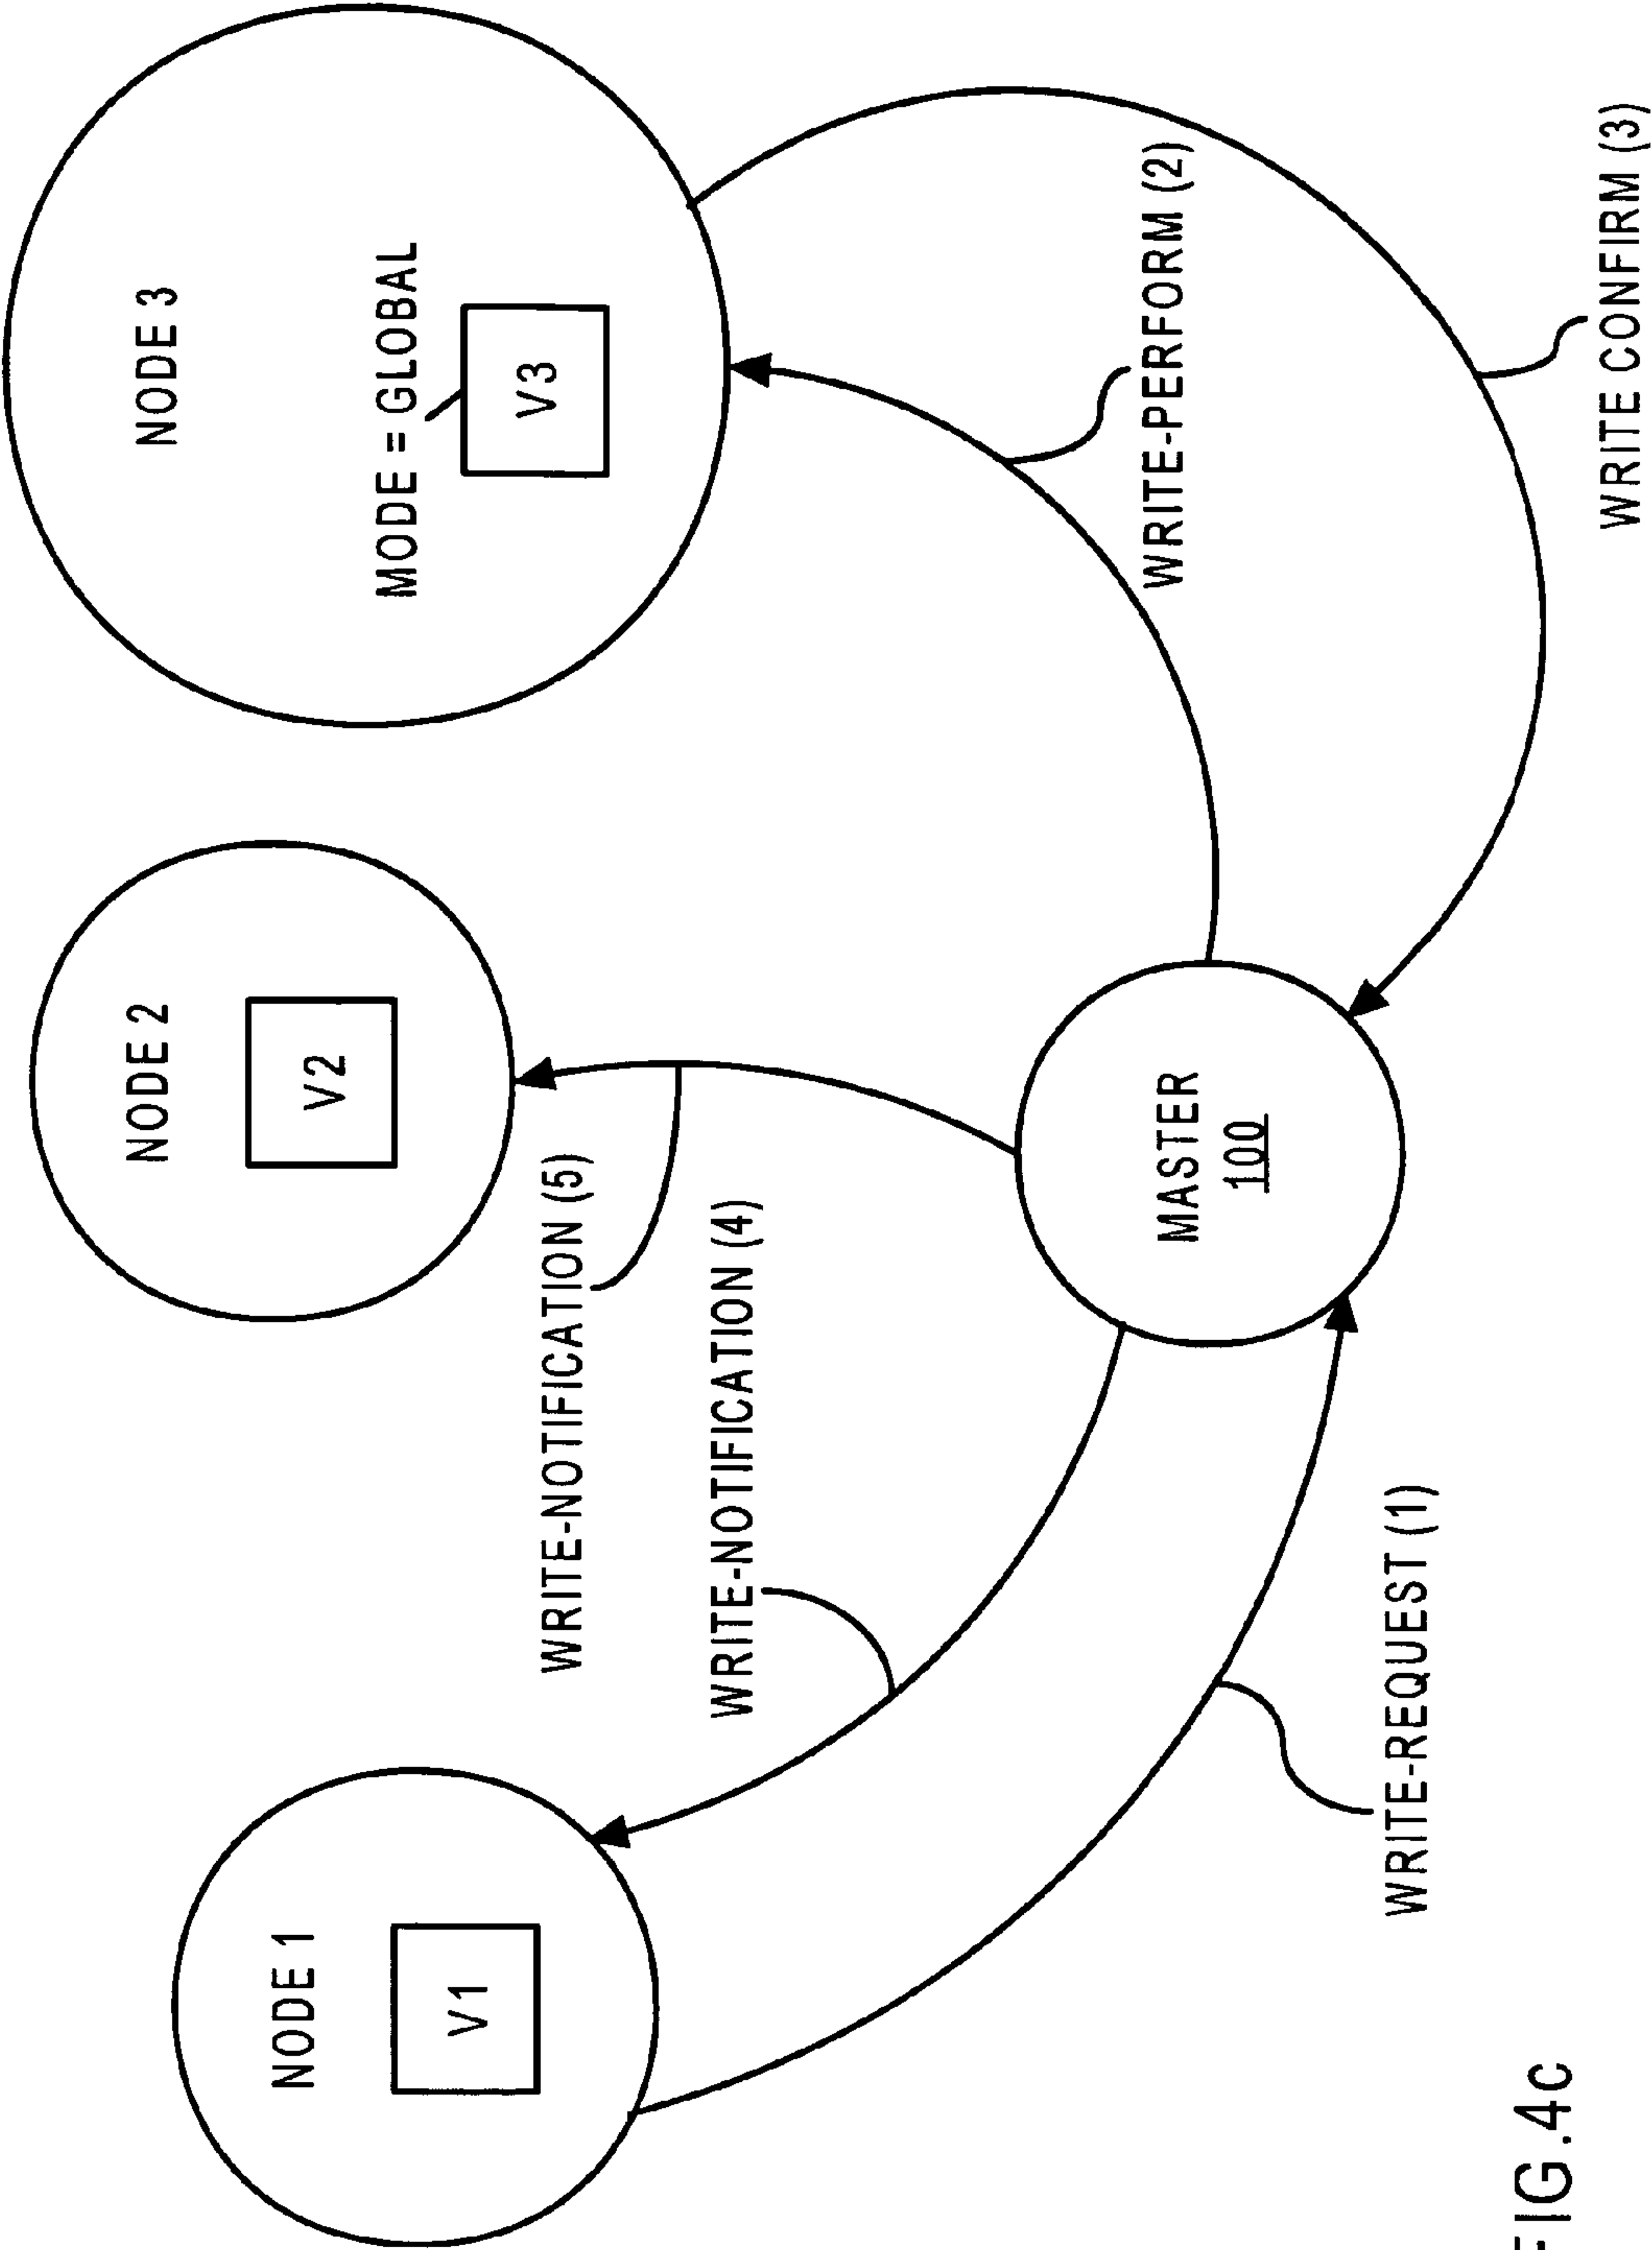 NODE 1
V1
NODE 2
V2
NODE 3
MODE = GLOBAL
V3
WRITE-NOTIFICATION (5)
WRITE-NOTIFICATION (4)
MASTER
100
WRITE-PERFORM (2)
WRITE-REQUEST (1)
WRITE CONFIRM (3)
FIG.4c